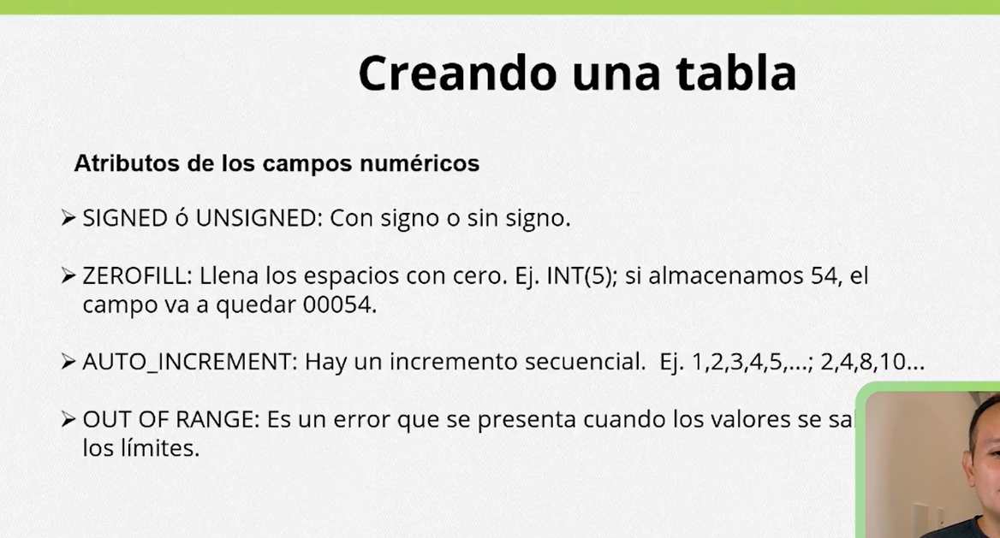 Creando una tabla
Atributos de los campos numéricos
➢ SIGNED ó UNSIGNED: Con signo o sin signo.
➢ ZEROFILL: Llena los espacios con cero. Ej. INT(5); si almacenamos 54, el
campo va a quedar 00054.
➢ AUTO_INCREMENT: Hay un incremento secuencial.  Ej. 1,2,3,4,5,...; 2,4,8,10...
➢ OUT OF RANGE: Es un error que se presenta cuando los valores se
los límites.